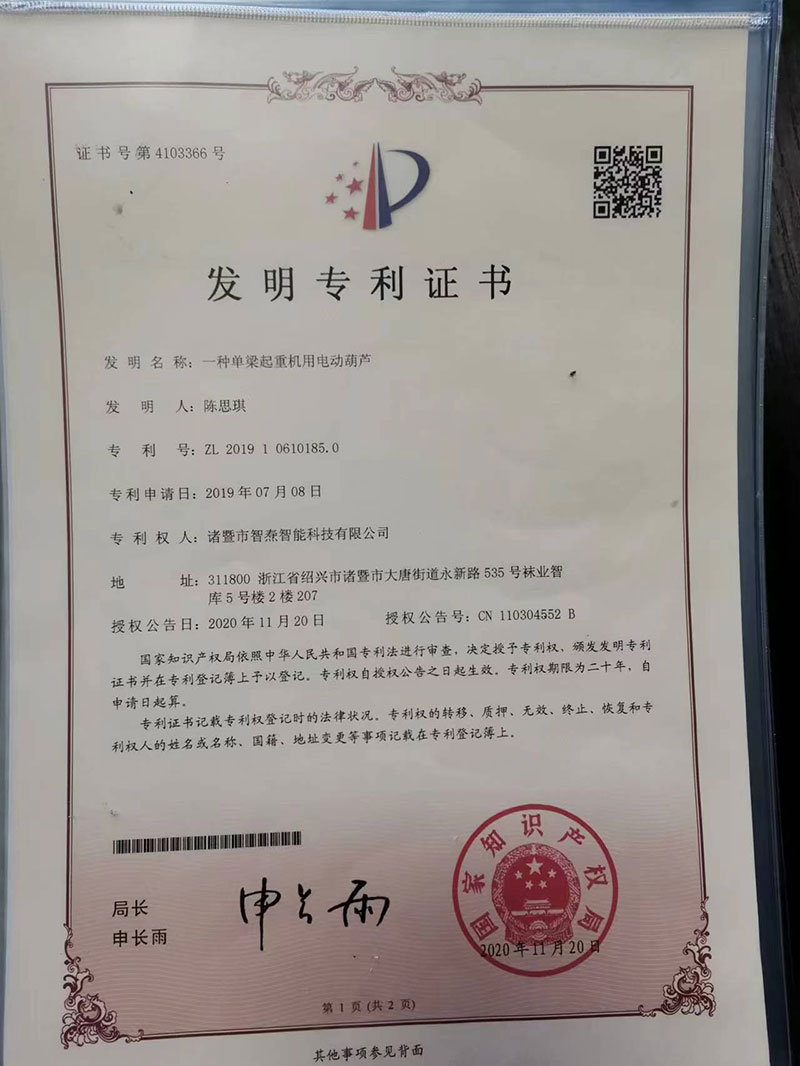 证书号第4103366号
发明专利证书
发明名称：一种单梁起重机用电动葫芦
发明人：陈思琪
专利号：ZL 2019 1 0610185.0
专利申请日：2019年07月08日
专利权人：诸暨市智焘智能科技有限公司
地址：311800 浙江省绍兴市诸暨市大唐街道永新路535号袜业智
库5号楼2楼207
授权公告日：2020年11月20日 授权公告号：CN 110304552 B
国家知识产权局依照中华人民共和国专利法进行审查，决定授予专利权，颁发发明专利
证书并在专利登记簿上予以登记。专利权自授权公告之日起生效。专利权期限为二十年，自
申请日起算。
专利证书记载专利权登记时的法律状况。专利权的转移、质押、无效、终止、恢复和专
利权人的姓名或名称、国籍、地址变更等事项记载在专利登记簿上。
局长
申长雨
申长雨
国家知识产权局
2020年11月20日
第1页(共2页)
其他事项参见背面